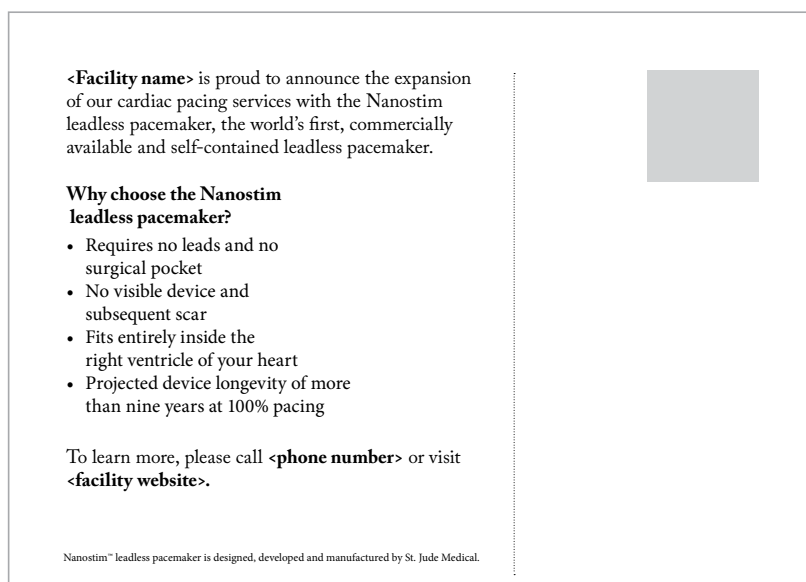 <Facility name> is proud to announce the expansion
of our cardiac pacing services with the Nanostim
leadless pacemaker, the world’s first, commercially
available and self-contained leadless pacemaker.
Why choose the Nanostim
leadless pacemaker?
• Requires no leads and no
surgical pocket
• No visible device and
subsequent scar
• Fits entirely inside the
right ventricle of your heart
• Projected device longevity of more
than nine years at 100% pacing
To learn more, please call <phone number> or visit
<facility website>.
Nanostim™ leadless pacemaker is designed, developed and manufactured by St. Jude Medical.